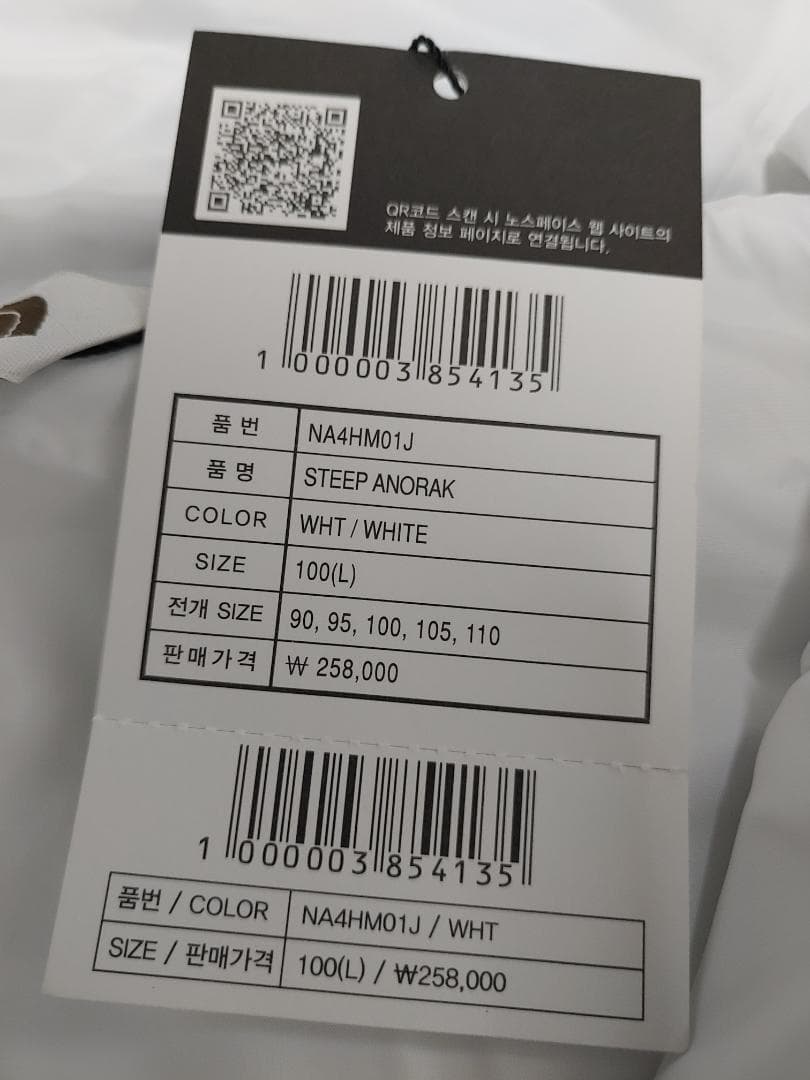 QR코드 스캔 시 노스페이스 웹 사이트의
제품 정보 페이지로 연결됩니다.
1 000003 854135
품 번 NA4HM01J
품 명 STEEP ANORAK
COLOR WHT / WHITE
SIZE 100(L)
전개 SIZE 90, 95, 100, 105, 110
판매가격 ₩ 258,000
1 000003 854135
품번 / COLOR NA4HM01J / WHT
SIZE / 판매가격 100(L) / ₩258,000